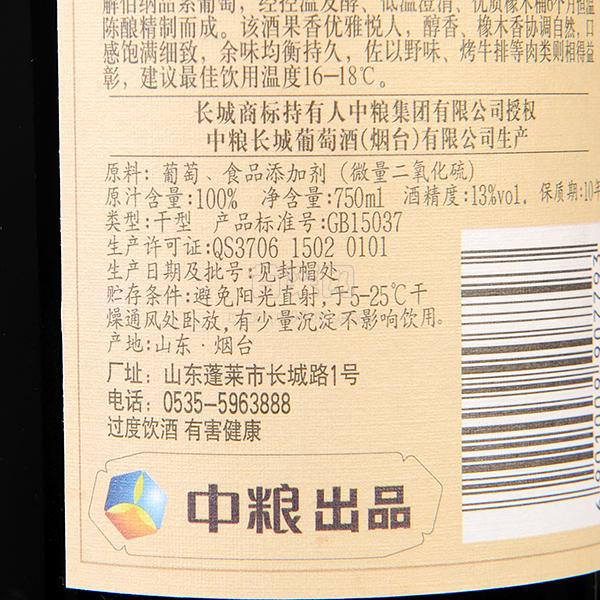 解伯纳品系葡萄，经控温发酵、低温澄清、优质橡木桶6个月恒温
陈酿精制而成。该酒果香优雅悦人，醇香、橡木香协调自然，口
感饱满细致，余味均衡持久，佐以野味、烤牛排等肉类则相得益
彰，建议最佳饮用温度16—18℃。
长城商标持有人中粮集团有限公司授权
中粮长城葡萄酒(烟台)有限公司生产
原料: 葡萄、食品添加剂（微量二氧化硫）
原汁含量:100% 净含量:750ml 酒精度:13%vol. 保质期:10年
类型:干型 产品标准号:GB15037
生产许可证:QS3706 1502 0101
生产日期及批号:见封帽处
贮存条件:避免阳光直射,于5-25℃干
燥通风处卧放,有少量沉淀不影响饮用。
产地:山东·烟台
厂址: 山东蓬莱市长城路1号
电话: 0535-5963888
过度饮酒 有害健康
中粮出品